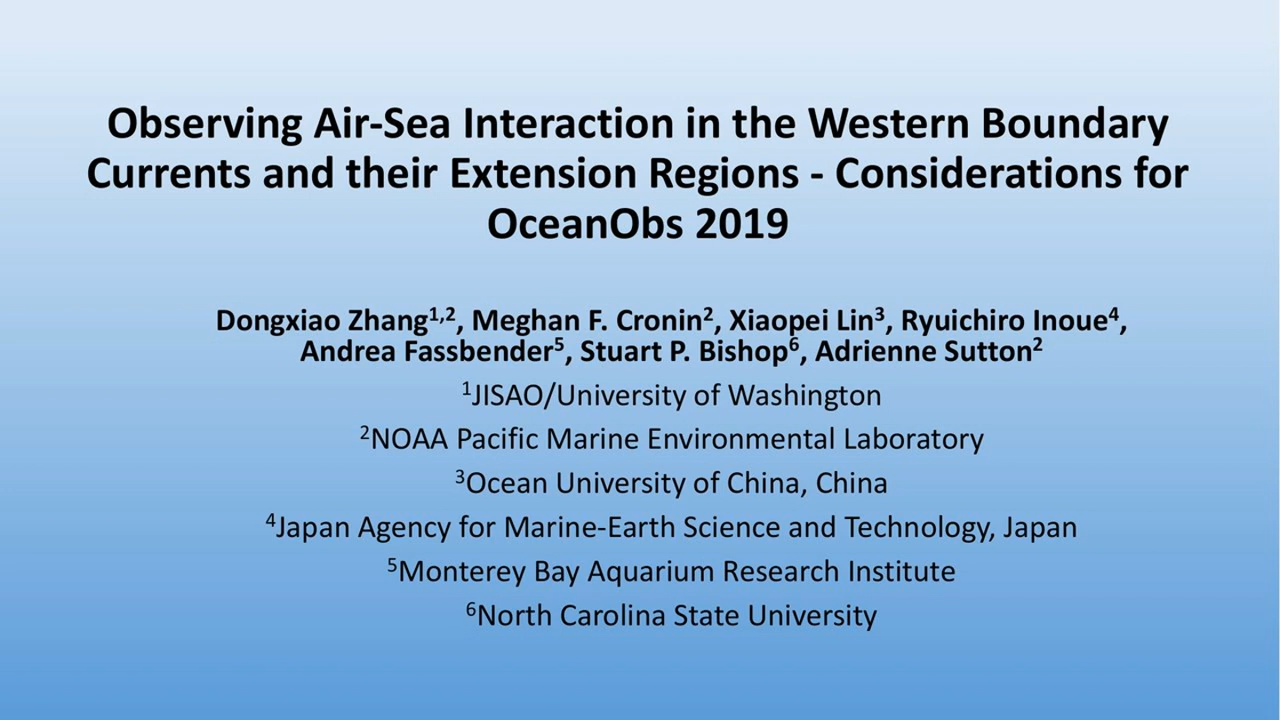 Observing Air-Sea Interaction in the Western Boundary
Currents and their Extension Regions - Considerations for
OceanObs 2019
Dongxiao Zhang1,2, Meghan F. Cronin2, Xiaopei Lin3, Ryuichiro Inoue4,
Andrea Fassbender5, Stuart P. Bishop6, Adrienne Sutton2
1JISAO/University of Washington
2NOAA Pacific Marine Environmental Laboratory
3Ocean University of China, China
4Japan Agency for Marine-Earth Science and Technology, Japan
5Monterey Bay Aquarium Research Institute
6North Carolina State University